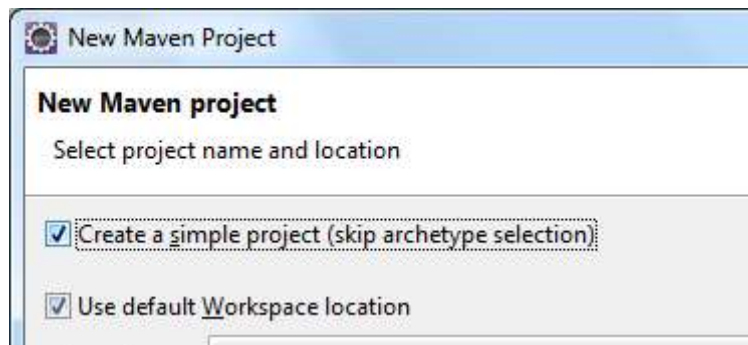 New Maven Project
New Maven project
Select project name and location
Create a simple project (skip archetype selection)
Use default Workspace location